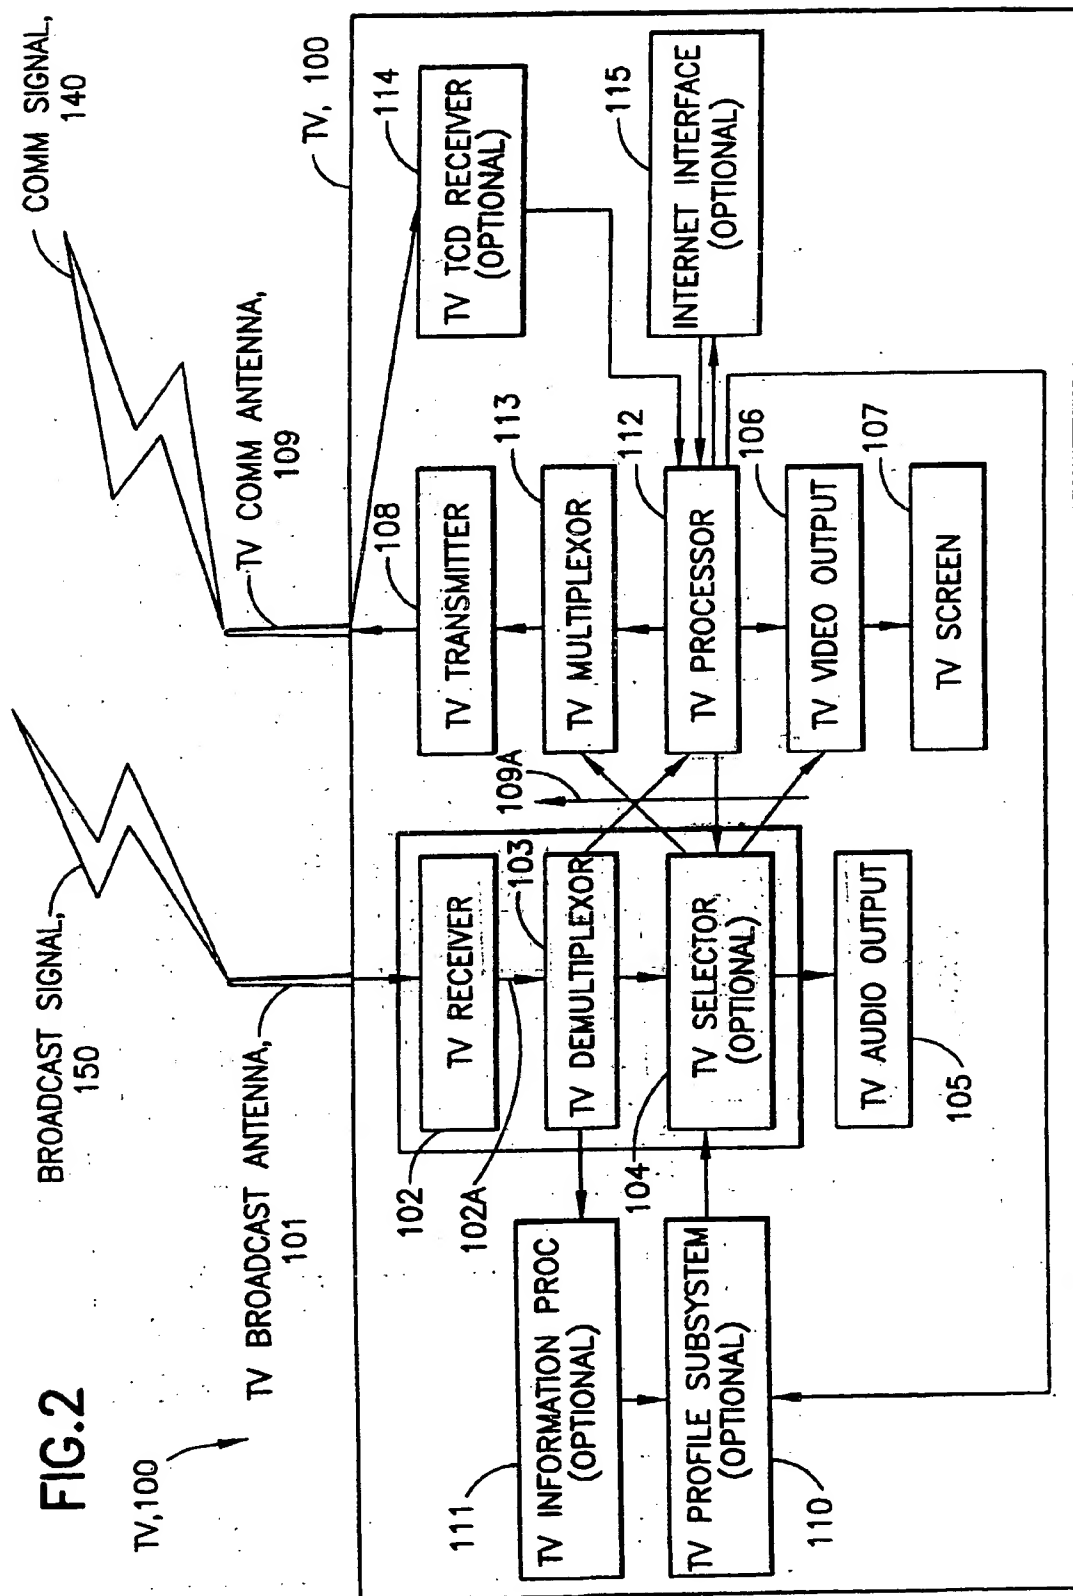 FIG.2
TV,100
BROADCAST SIGNAL,
150
TV BROADCAST ANTENNA,
101
COMM SIGNAL,
140
TV COMM ANTENNA,
109
TV, 100
102
TV RECEIVER
102A
108
TV TRANSMITTER
114
TV TCD RECEIVER
(OPTIONAL)
111
TV INFORMATION PROC
(OPTIONAL)
103
TV DEMULTIPLEXOR
109A
113
TV MULTIPLEXOR
110
TV PROFILE SUBSYSTEM
(OPTIONAL)
104
TV SELECTOR
(OPTIONAL)
112
TV PROCESSOR
115
INTERNET INTERFACE
(OPTIONAL)
105
TV AUDIO OUTPUT
106
TV VIDEO OUTPUT
107
TV SCREEN